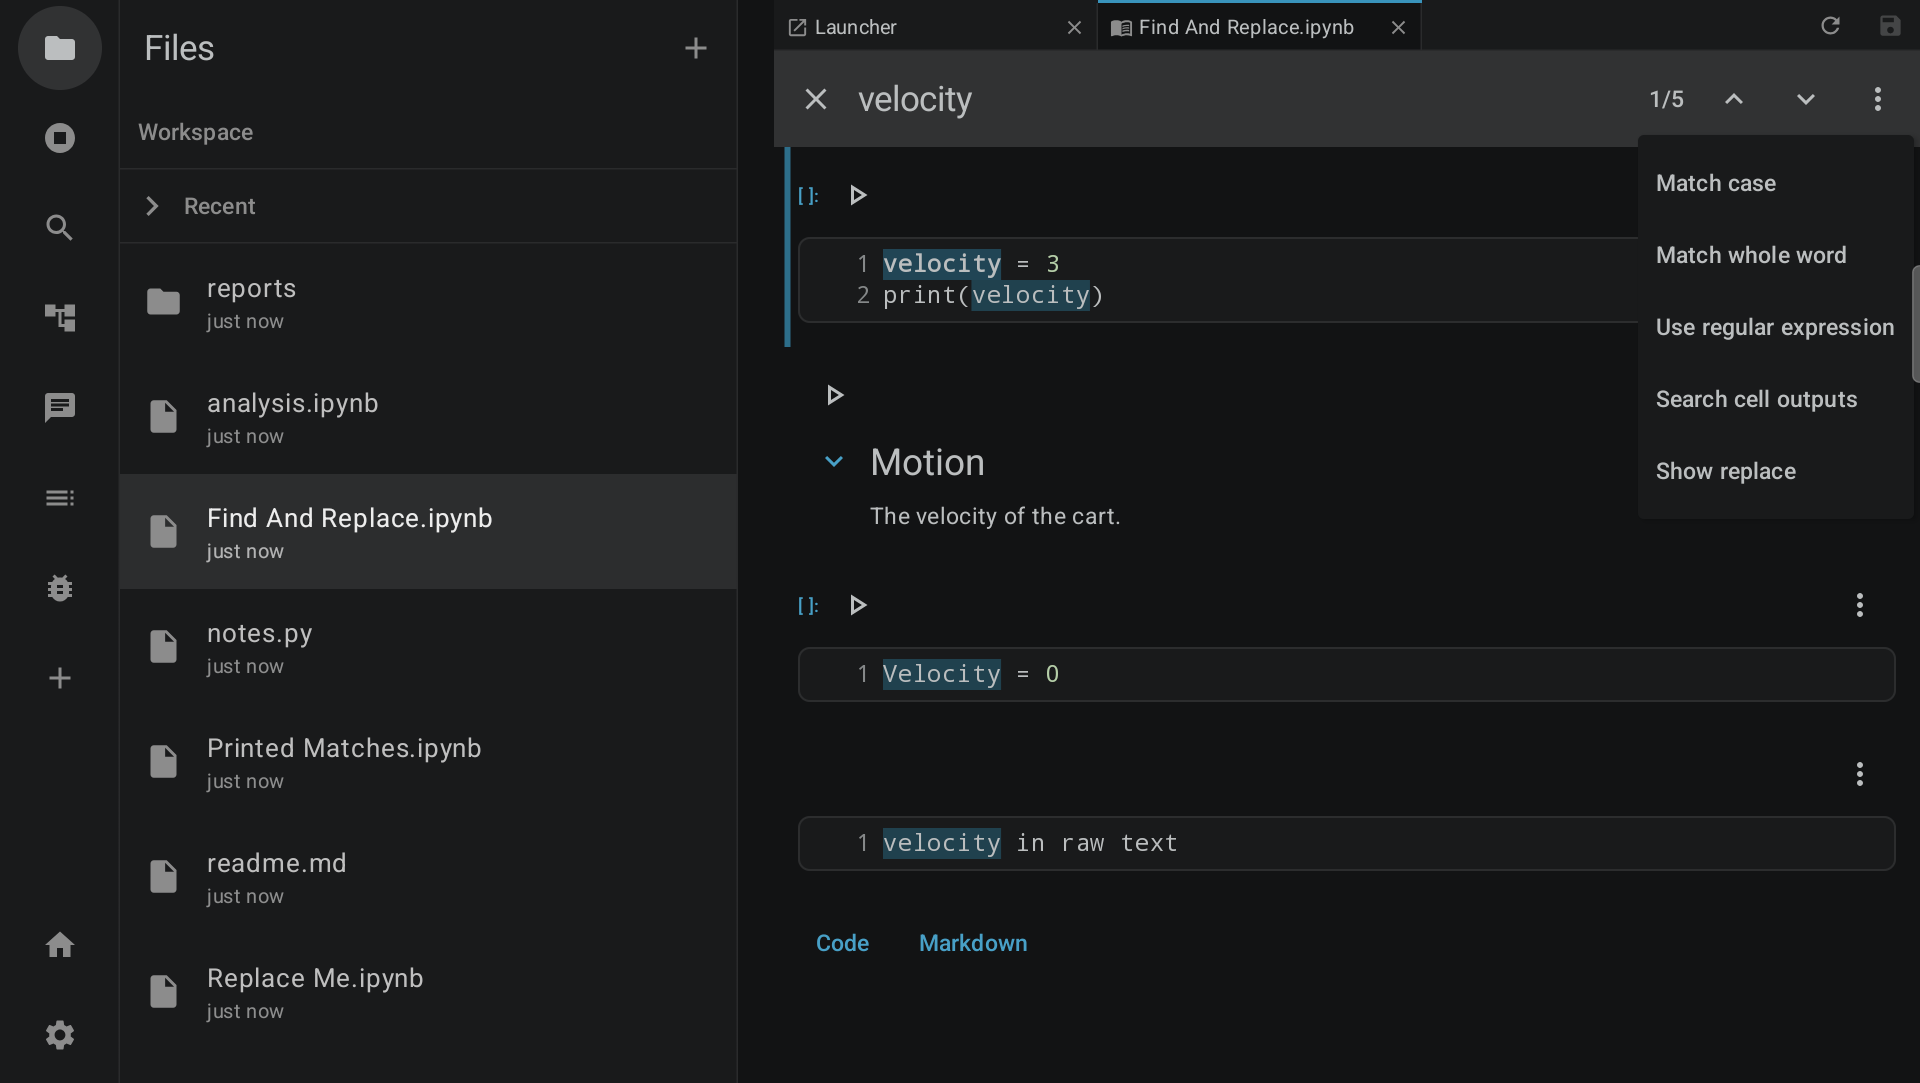 Files
Workspace
Recent
reports
just now
analysis.ipynb
just now
Find And Replace.ipynb
just now
notes.py
just now
Printed Matches.ipynb
just now
readme.md
just now
Replace Me.ipynb
just now
Launcher
Find And Replace.ipynb
velocity
1/5
Match case
Match whole word
Use regular expression
Search cell outputs
Show replace
[ ]:
1 velocity = 3
2 print(velocity)
Motion
The velocity of the cart.
[ ]:
1 Velocity = 0
1 velocity in raw text
Code Markdown